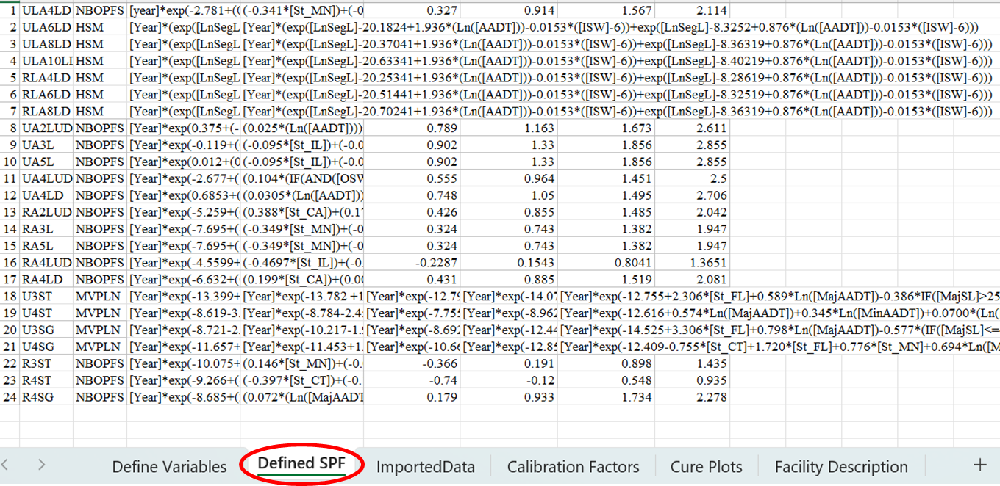 1 ULA4LD NBOPFS [year]*exp(-2.781+(( (-0.341*[St_MN])+(-0 0.327 0.914 1.567 2.114
2 ULA6LD HSM [Year]*(exp([LnSegL [Year]*(exp([LnSegL]-20.1824+1.936*(Ln([AADT]))-0.0153*([ISW]-6))+exp([LnSegL]-8.3252+0.876*(Ln([AADT]))-0.0153*([ISW]-6)))
3 ULA8LD HSM [Year]*(exp([LnSegL [Year]*(exp([LnSegL]-20.37041+1.936*(Ln([AADT]))-0.0153*([ISW]-6))+exp([LnSegL]-8.36319+0.876*(Ln([AADT]))-0.0153*([ISW]-6)))
4 ULA10LD HSM [Year]*(exp([LnSegL [Year]*(exp([LnSegL]-20.63341+1.936*(Ln([AADT]))-0.0153*([ISW]-6))+exp([LnSegL]-8.40219+0.876*(Ln([AADT]))-0.0153*([ISW]-6)))
5 RLA4LD HSM [Year]*(exp([LnSegL [Year]*(exp([LnSegL]-20.25341+1.936*(Ln([AADT]))-0.0153*([ISW]-6))+exp([LnSegL]-8.28619+0.876*(Ln([AADT]))-0.0153*([ISW]-6)))
6 RLA6LD HSM [Year]*(exp([LnSegL [Year]*(exp([LnSegL]-20.51441+1.936*(Ln([AADT]))-0.0153*([ISW]-6))+exp([LnSegL]-8.32519+0.876*(Ln([AADT]))-0.0153*([ISW]-6)))
7 RLA8LD HSM [Year]*(exp([LnSegL [Year]*(exp([LnSegL]-20.70241+1.936*(Ln([AADT]))-0.0153*([ISW]-6))+exp([LnSegL]-8.36319+0.876*(Ln([AADT]))-0.0153*([ISW]-6)))
8 UA2LUD NBOPFS [Year]*exp(0.375+(- (0.025*(Ln([AADT]))) 0.789 1.163 1.673 2.611
9 UA3L NBOPFS [Year]*exp(-0.119+( (-0.095*[St_IL])+(-0.0 0.902 1.33 1.856 2.855
10 UA5L NBOPFS [Year]*exp(0.012+(0 (-0.095*[St_IL])+(-0.0 0.902 1.33 1.856 2.855
11 UA4LUD NBOPFS [Year]*exp(-2.677+( (0.104*(IF(AND([OSW 0.555 0.964 1.451 2.5
12 UA4LD NBOPFS [Year]*exp(0.6853+( (0.0305*(Ln([AADT])) 0.748 1.05 1.495 2.706
13 RA2LUD NBOPFS [Year]*exp(-5.259+( (0.388*[St_CA])+(0.17 0.426 0.855 1.485 2.042
14 RA3L NBOPFS [Year]*exp(-7.695+( (-0.349*[St_MN])+(-0 0.324 0.743 1.382 1.947
15 RA5L NBOPFS [Year]*exp(-7.695+( (-0.349*[St_MN])+(-0 0.324 0.743 1.382 1.947
16 RA4LUD NBOPFS [Year]*exp(-4.5599+ (-0.4697*[St_IL])+(-0. -0.2287 0.1543 0.8041 1.3651
17 RA4LD NBOPFS [Year]*exp(-6.632+( (0.199*[St_CA])+(0.00 0.431 0.885 1.519 2.081
18 U3ST MVPLN [Year]*exp(-13.399+ [Year]*exp(-13.782 +1 [Year]*exp(-12.79 [Year]*exp(-14.07 [Year]*exp(-12.755+2.306*[St_FL]+0.589*Ln([MajAADT])-0.386*IF([MajSL]>25
19 U4ST MVPLN [Year]*exp(-8.619-3. [Year]*exp(-8.784-2.4 [Year]*exp(-7.755 [Year]*exp(-8.962 [Year]*exp(-12.616+0.574*Ln([MajAADT])+0.345*Ln([MinAADT])+0.0700*(Ln(
20 U3SG MVPLN [Year]*exp(-8.721-2. [Year]*exp(-10.217-1.9 [Year]*exp(-8.692 [Year]*exp(-12.44 [Year]*exp(-14.525+3.306*[St_FL]+0.798*Ln([MajAADT])-0.577*(IF([MajSL]<=
21 U4SG MVPLN [Year]*exp(-11.657+ [Year]*exp(-11.453+1. [Year]*exp(-10.66 [Year]*exp(-12.85 [Year]*exp(-12.409-0.755*[St_CT]+1.720*[St_FL]+0.776*[St_MN]+0.694*Ln([M
22 R3ST NBOPFS [Year]*exp(-10.075+ (0.146*[St_MN])+(-0. -0.366 0.191 0.898 1.435
23 R4ST NBOPFS [Year]*exp(-9.266+( (-0.397*[St_CT])+(-0. -0.74 -0.12 0.548 0.935
24 R4SG NBOPFS [Year]*exp(-8.685+( (0.072*(Ln([MajAADT 0.179 0.933 1.734 2.278
Define Variables Defined SPF ImportedData Calibration Factors Cure Plots Facility Description +